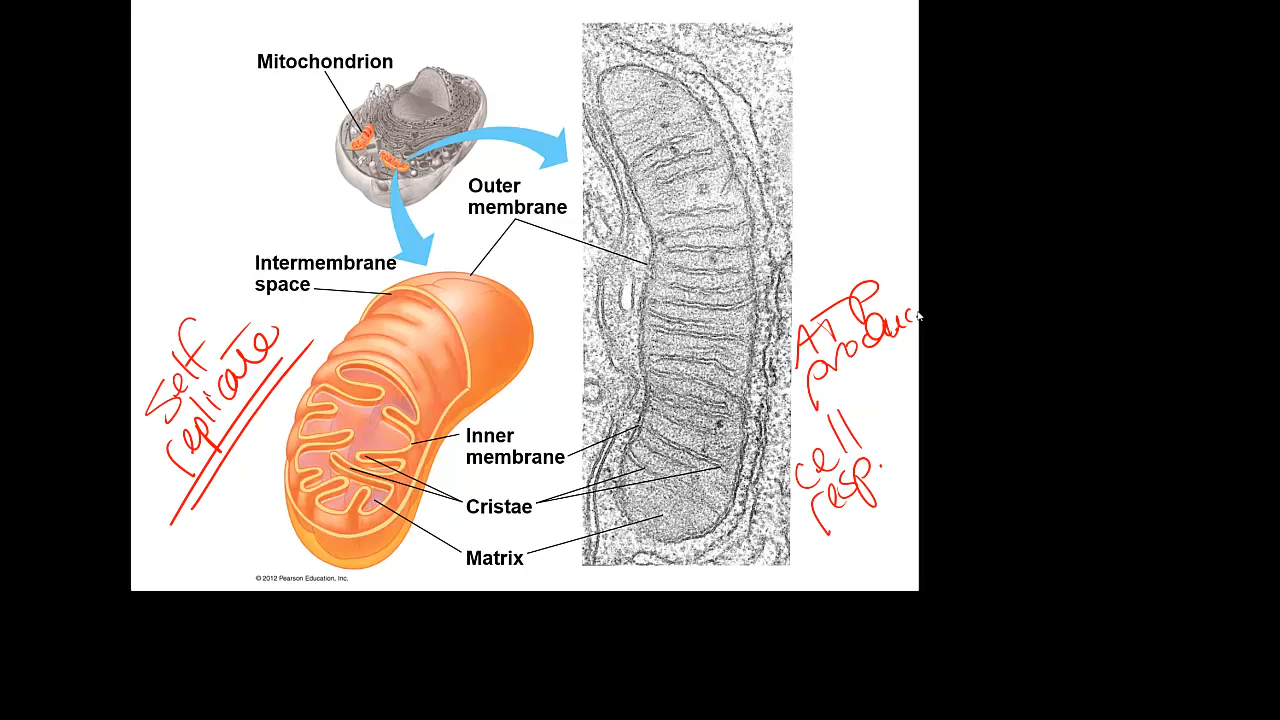 Mitochondrion
Outer
membrane
Intermembrane
space
Inner
membrane
Cristae
Matrix
© 2012 Pearson Education, Inc.
Self
replicate
ATP
produc
cell
resp.